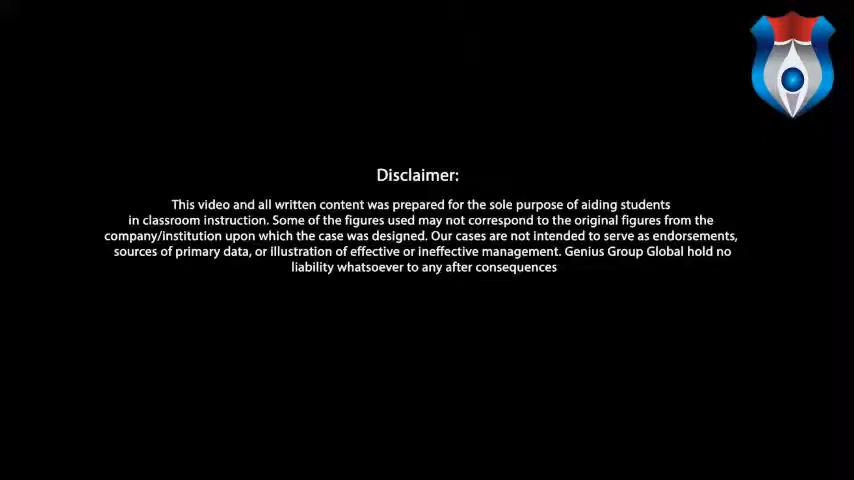 Disclaimer:
This video and all written content was prepared for the sole purpose of aiding students
in classroom instruction. Some of the figures used may not correspond to the original figures from the
company/institution upon which the case was designed. Our cases are not intended to serve as endorsements,
sources of primary data, or illustration of effective or ineffective management. Genius Group Global hold no
liability whatsoever to any after consequences